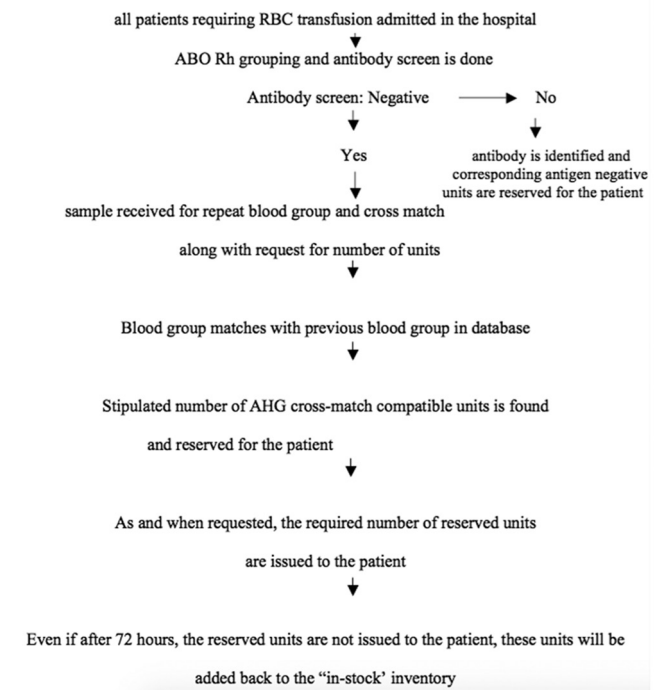 all patients requiring RBC transfusion admitted in the hospital
ABO Rh grouping and antibody screen is done
Antibody screen: Negative
No
Yes
antibody is identified and
corresponding antigen negative
units are reserved for the patient
sample received for repeat blood group and cross match
along with request for number of units
Blood group matches with previous blood group in database
Stipulated number of AHG cross-match compatible units is found
and reserved for the patient
As and when requested, the required number of reserved units
are issued to the patient
Even if after 72 hours, the reserved units are not issued to the patient, these units will be
added back to the “in-stock’ inventory